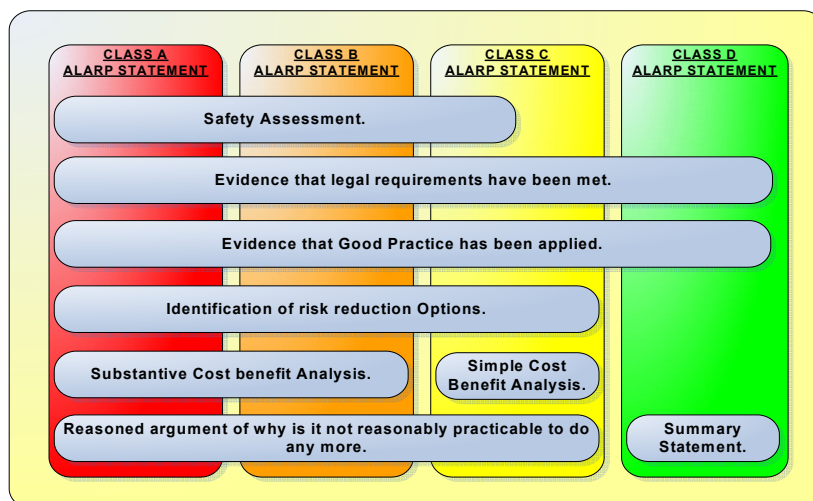 CLASS A
ALARP STATEMENT
CLASS B
ALARP STATEMENT
CLASS C
ALARP STATEMENT
CLASS D
ALARP STATEMENT
Safety Assessment.
Evidence that legal requirements have been met.
Evidence that Good Practice has been applied.
Identification of risk reduction Options.
Substantive Cost benefit Analysis.
Simple Cost
Benefit Analysis.
Reasoned argument of why is it not reasonably practicable to do
any more.
Summary
Statement.